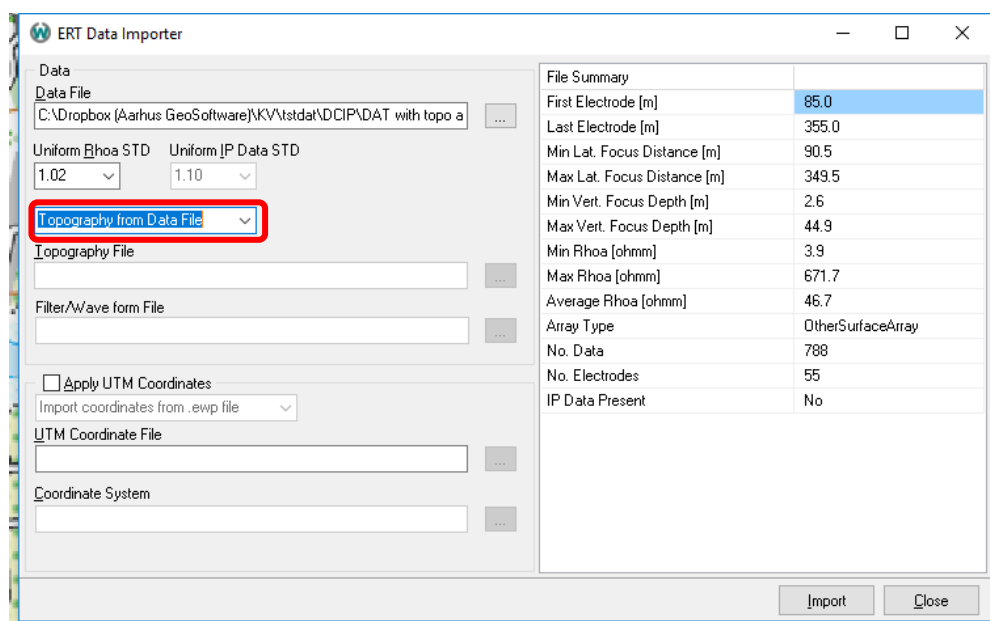 ERT Data Importer
Data
Data File
C:\Dropbox (Aarhus GeoSoftware)\KV\tstdat\DCIP\DAT with topo a
...
Uniform Rhoa STD Uniform IP Data STD
1.02 1.10
Topography from Data File
Topography File
...
Filter/Wave form File
...
Apply UTM Coordinates
Import coordinates from .ewp file
UTM Coordinate File
...
Coordinate System
...
File Summary
First Electrode [m] 85.0
Last Electrode [m] 355.0
Min Lat. Focus Distance [m] 90.5
Max Lat. Focus Distance [m] 349.5
Min Vert. Focus Depth [m] 2.6
Max Vert. Focus Depth [m] 44.9
Min Rhoa [ohmm] 3.9
Max Rhoa [ohmm] 671.7
Average Rhoa [ohmm] 46.7
Array Type OtherSurfaceArray
No. Data 788
No. Electrodes 55
IP Data Present No
Import Close